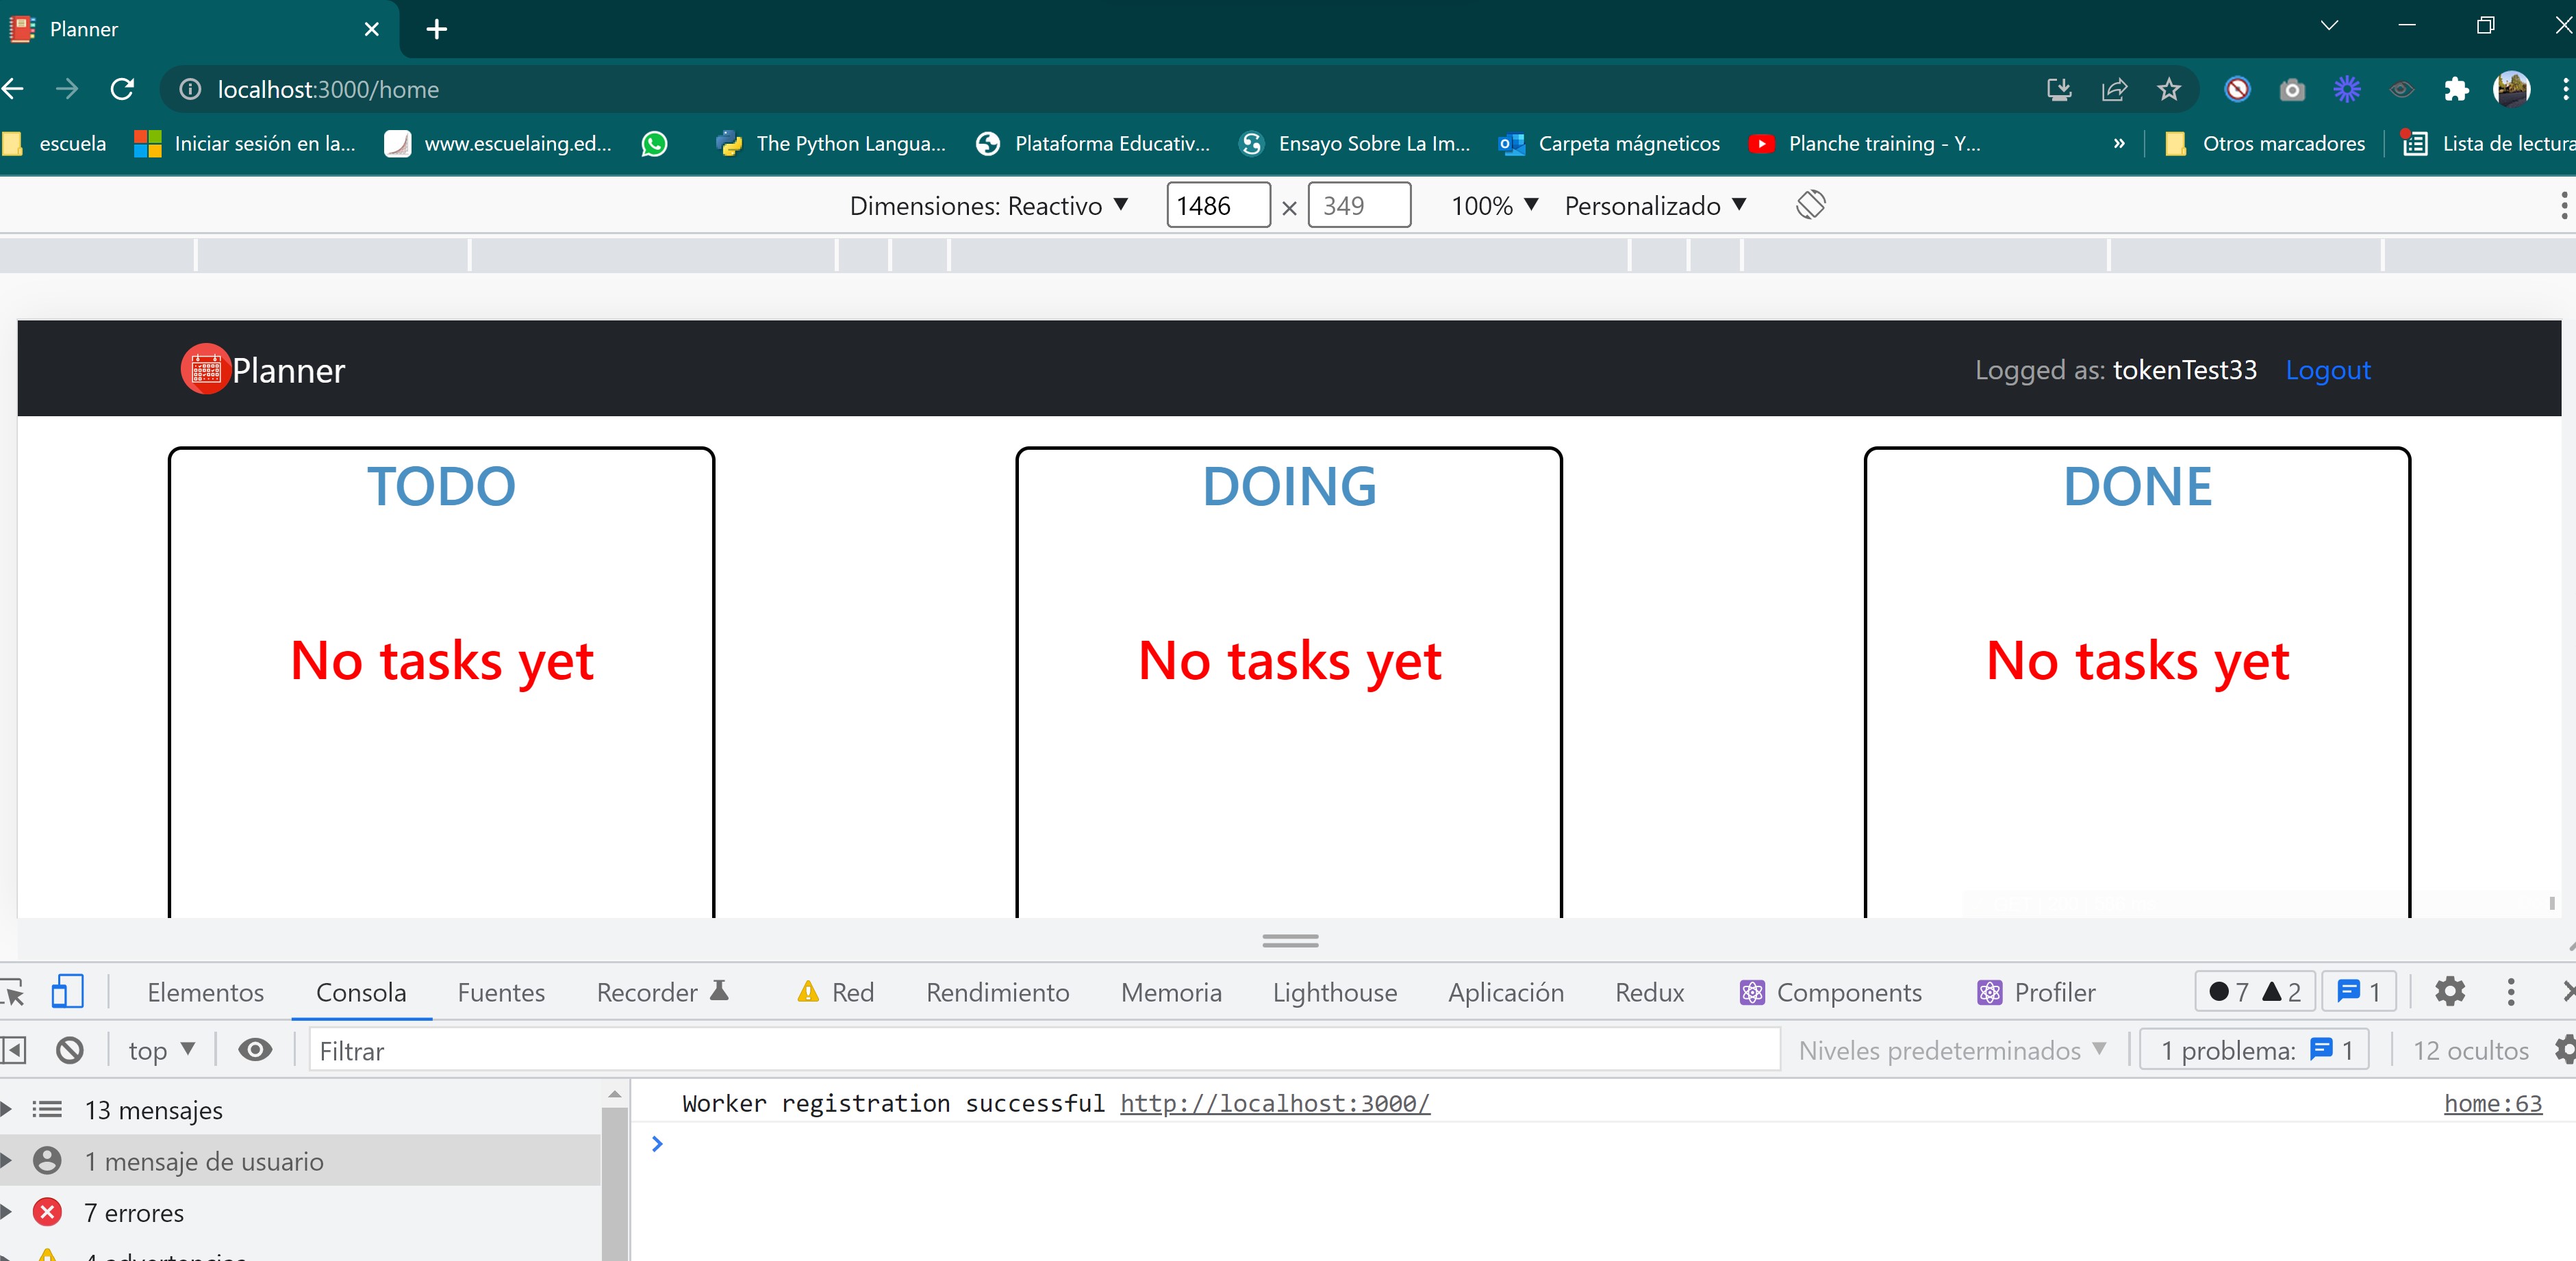 Planner
localhost:3000/home
escuela Iniciar sesión en la... www.escuelaing.ed... The Python Langua... Plataforma Educativ... Ensayo Sobre La Im... Carpeta mágneticos Planche training - Y... » Otros marcadores Lista de lectura
Dimensiones: Reactivo 1486 × 349 100% Personalizado
Planner Logged as: tokenTest33 Logout
TODO DOING DONE
No tasks yet No tasks yet No tasks yet
Elementos Consola Fuentes Recorder Red Rendimiento Memoria Lighthouse Aplicación Redux Components Profiler 7 2 1
top Filtrar Niveles predeterminados 1 problema: 1 12 ocultos
13 mensajes
Worker registration successful http://localhost:3000/ home:63
1 mensaje de usuario
7 errores
4 advertencias